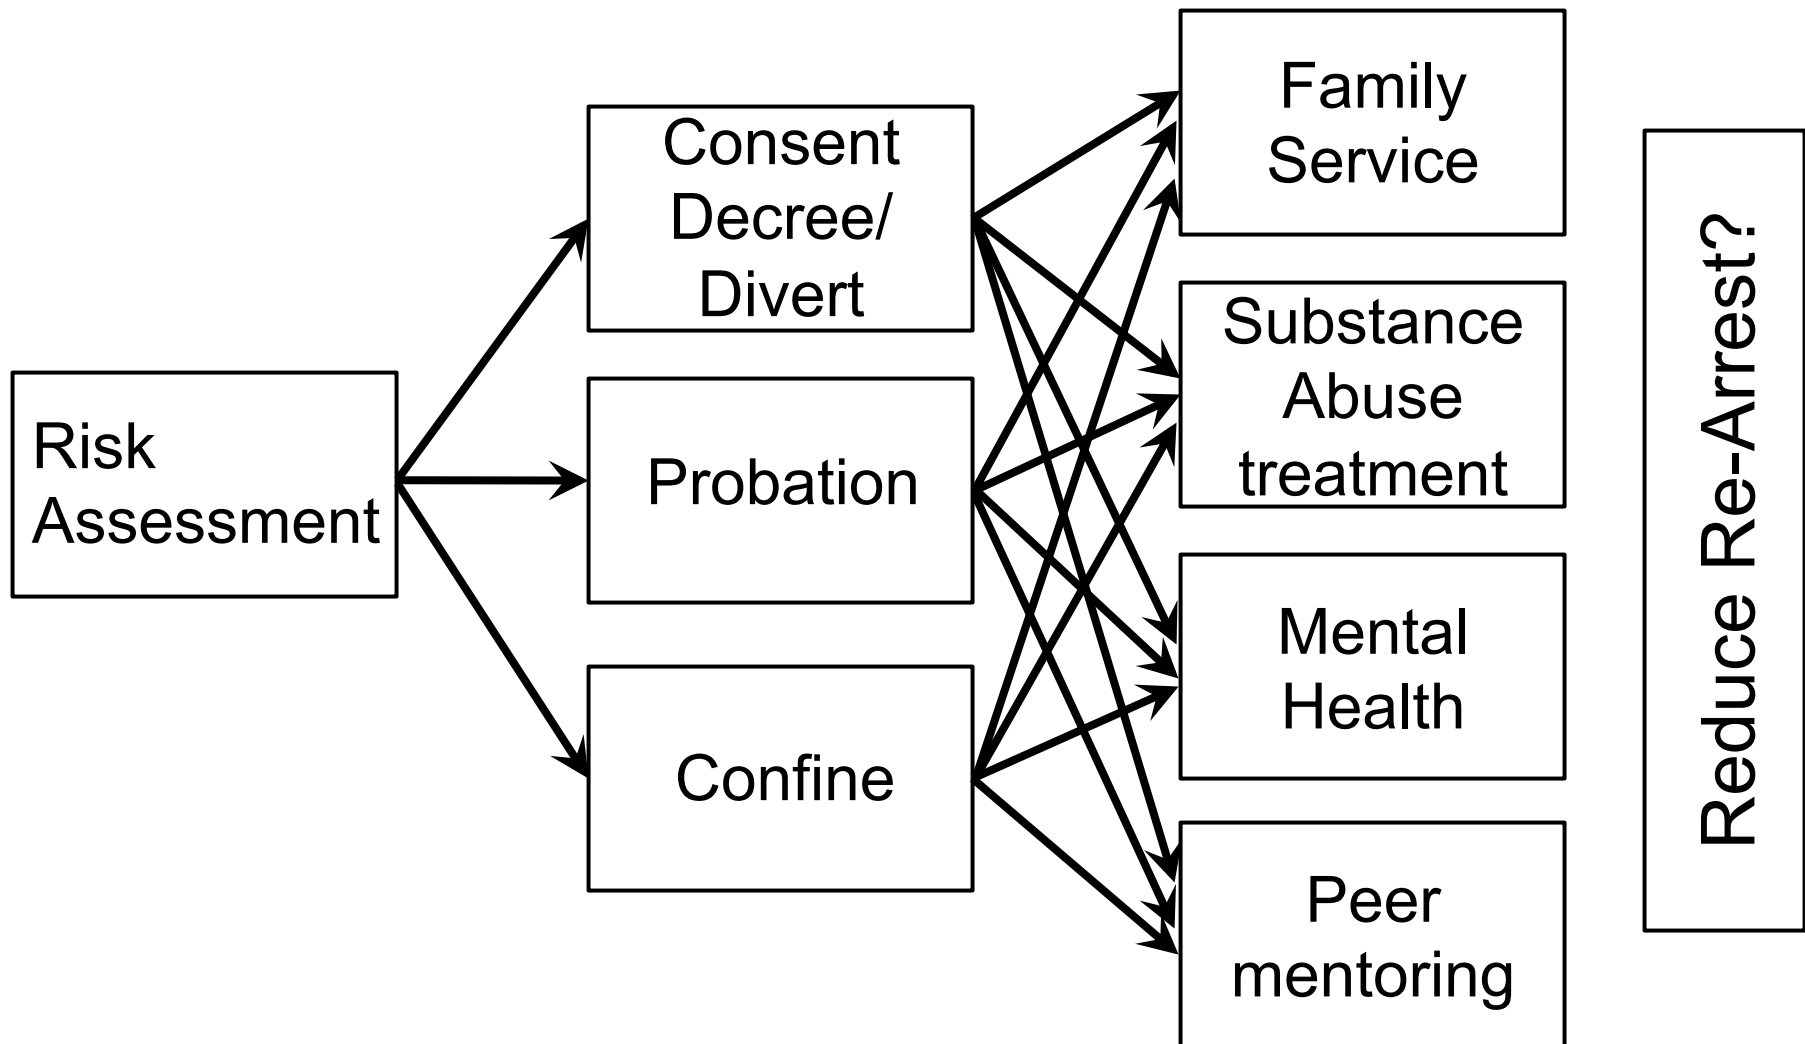 Risk
Assessment
Consent
Decree/
Divert
Probation
Confine
Family
Service
Substance
Abuse
treatment
Mental
Health
Peer
mentoring
Reduce Re-Arrest?